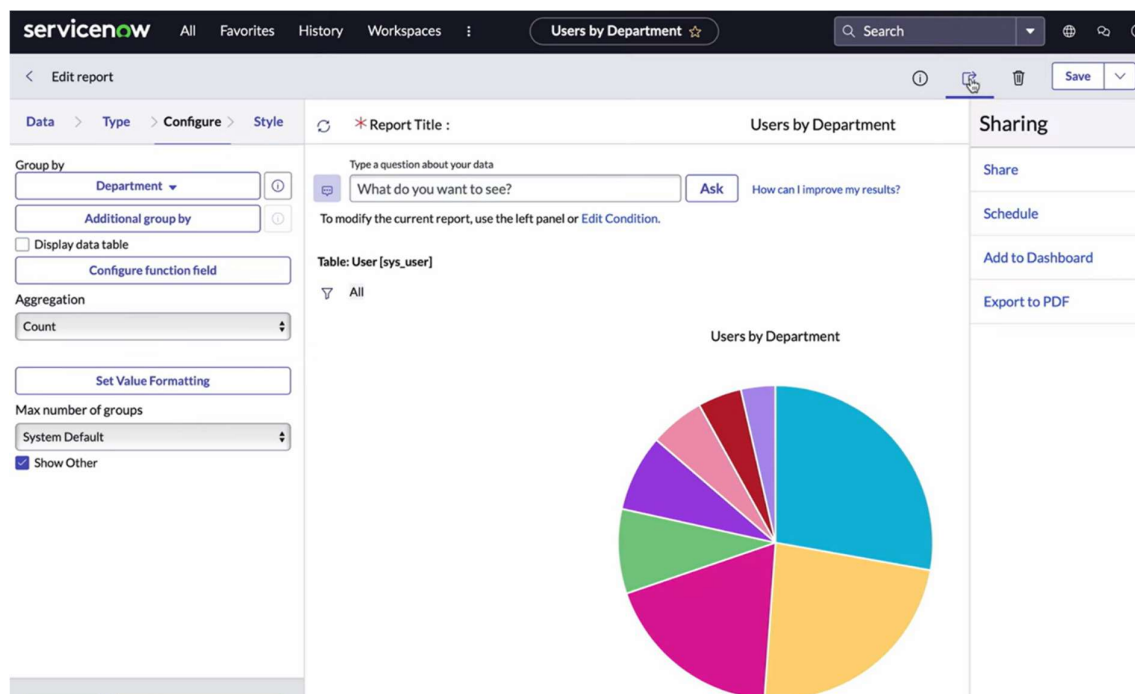 servicenow All Favorites History Workspaces Users by Department Search
Edit report Save
Data Type Configure Style
Report Title : Users by Department
Sharing
Group by
Department
Additional group by
Display data table
Configure function field
Aggregation
Count
Set Value Formatting
Max number of groups
System Default
Show Other
Type a question about your data
What do you want to see? Ask How can I improve my results?
To modify the current report, use the left panel or Edit Condition.
Table: User [sys_user]
All
Users by Department
Share
Schedule
Add to Dashboard
Export to PDF